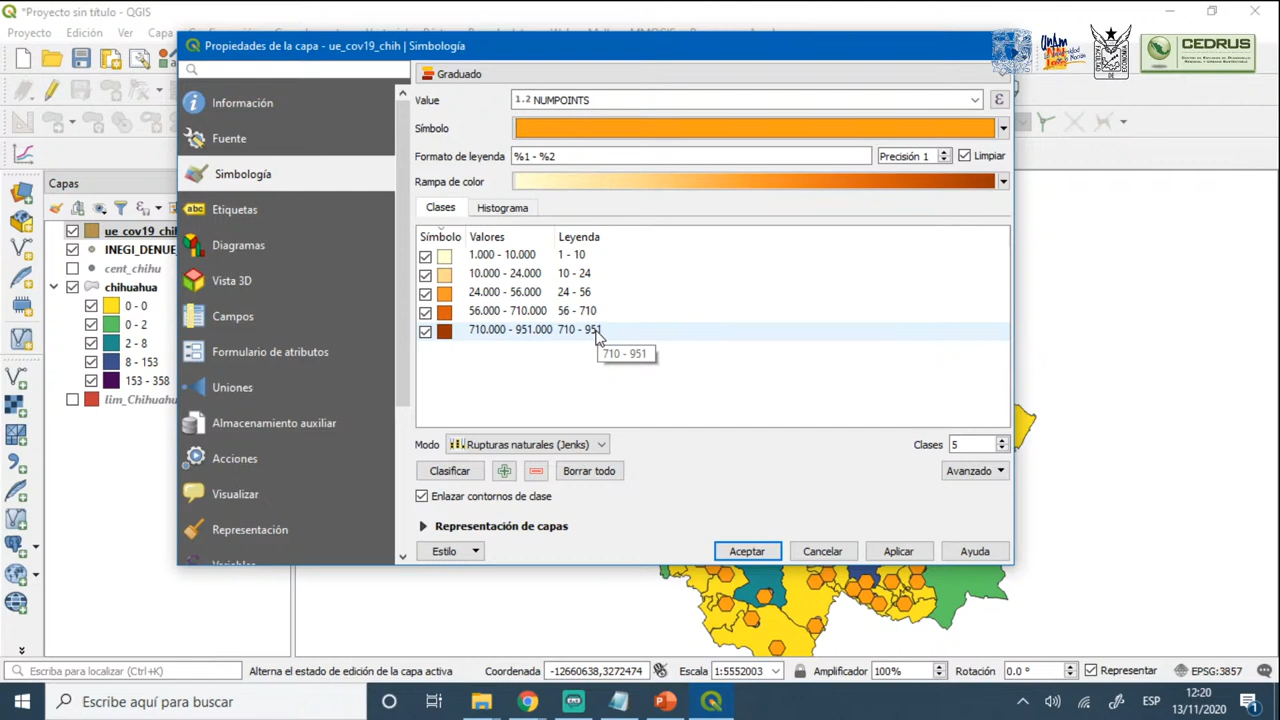 *Proyecto sin título - QGIS
Proyecto Edición Ver Capa
Propiedades de la capa - ue_cov19_chih | Simbología
UNAM
CEDRUS
Graduado
Información
Fuente
Simbología
Etiquetas
Diagramas
Vista 3D
Campos
Formulario de atributos
Uniones
Almacenamiento auxiliar
Acciones
Visualizar
Representación
Variables
Value 1.2 NUMPOINTS ε
Símbolo
Formato de leyenda %1 - %2 Precisión 1 Limpiar
Rampa de color
Clases Histograma
Símbolo Valores Leyenda
1.000 - 10.000 1 - 10
10.000 - 24.000 10 - 24
24.000 - 56.000 24 - 56
56.000 - 710.000 56 - 710
710.000 - 951.000 710 - 951
710 - 951
Modo Rupturas naturales (Jenks) Clases 5
Clasificar Borrar todo Avanzado
Enlazar contornos de clase
Representación de capas
Estilo Aceptar Cancelar Aplicar Ayuda
Capas
ue_cov19_chi
INEGI_DENUE_
cent_chihu
chihuahua
0 - 0
0 - 2
2 - 8
8 - 153
153 - 358
lim_Chihuahu
Escriba para localizar (Ctrl+K) Alterna el estado de edición de la capa activa Coordenada -12660638,3272474 Escala 1:5552003 Amplificador 100% Rotación 0.0 ° Representar EPSG:3857
Escribe aquí para buscar
ESP
12:20
13/11/2020
1